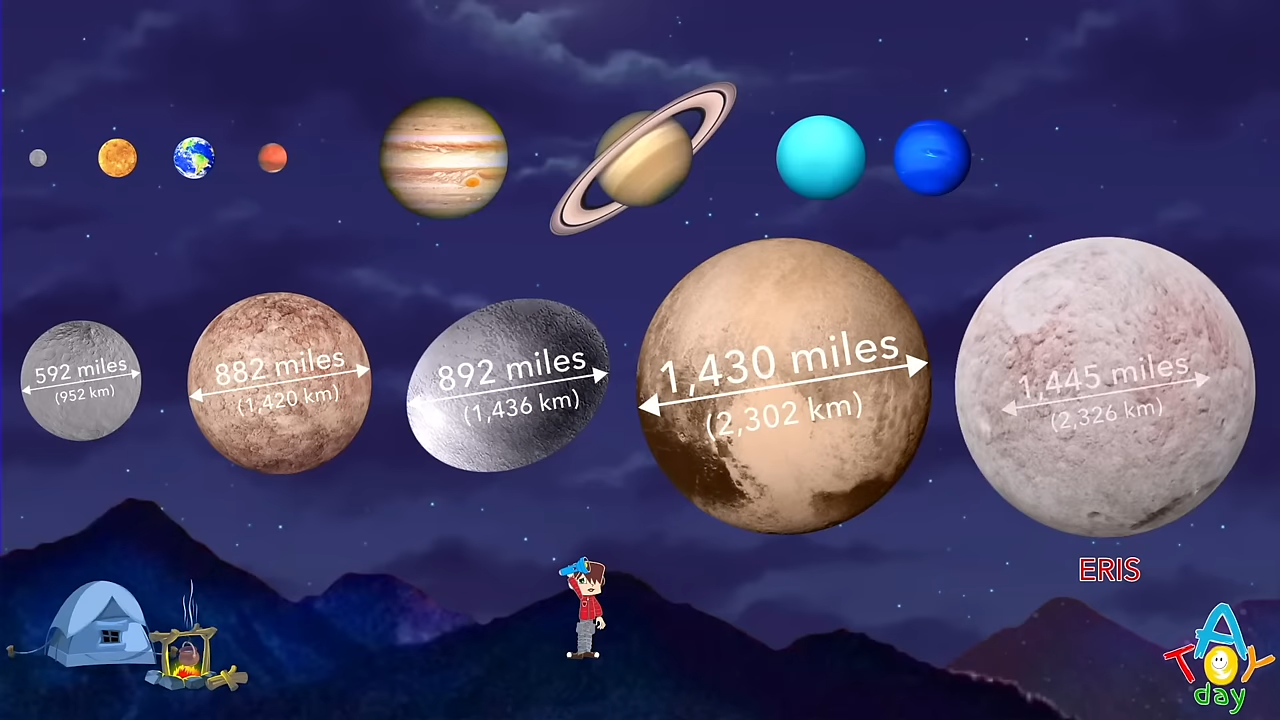 592 miles
(952 km)
882 miles
(1,420 km)
892 miles
(1,436 km)
1,430 miles
(2,302 km)
1,445 miles
(2,326 km)
ERIS
A
TOY
day